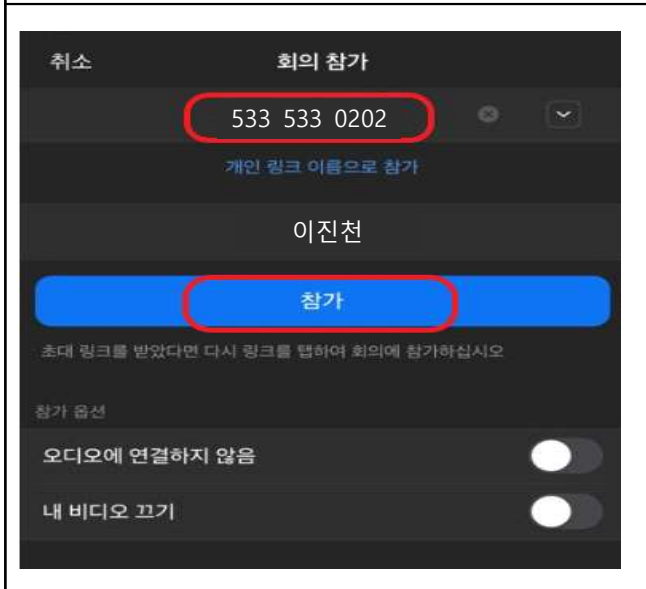 취소 회의 참가
533 533 0202
개인 링크 이름으로 참가
이진천
참가
초대 링크를 받았다면 다시 링크를 탭하여 회의에 참가하십시오
참가 옵션
오디오에 연결하지 않음
내 비디오 끄기